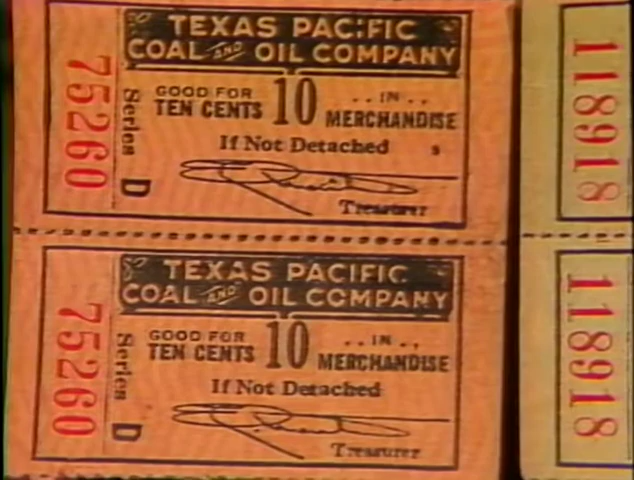 TEXAS PACIFIC
COAL AND OIL COMPANY
75260
Series D
GOOD FOR
TEN CENTS 10 .. IN ..
MERCHANDISE
If Not Detached
Treasurer
118918
TEXAS PACIFIC
COAL AND OIL COMPANY
75260
Series D
GOOD FOR
TEN CENTS 10 .. IN ..
MERCHANDISE
If Not Detached
Treasurer
118918